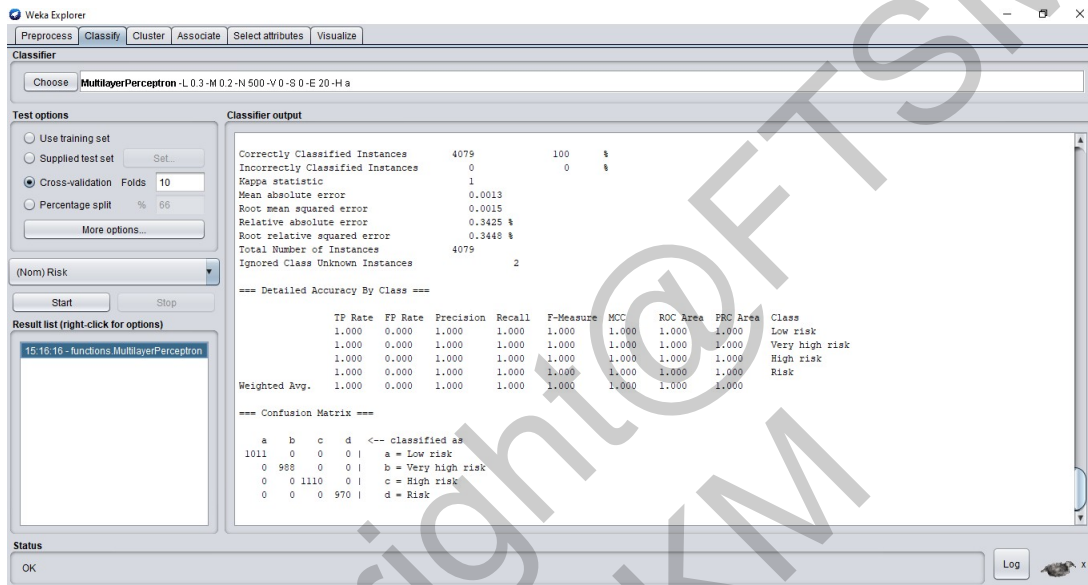 Weka Explorer
Preprocess Classify Cluster Associate Select attributes Visualize
Classifier
Choose MultilayerPerceptron -L 0.3 -M 0.2 -N 500 -V 0 -S 0 -E 20 -H a
Test options
Use training set
Supplied test set Set...
Cross-validation Folds 10
Percentage split % 66
More options...
(Nom) Risk
Start Stop
Result list (right-click for options)
15:16:16 - functions.MultilayerPerceptron
Classifier output
Correctly Classified Instances 4079 100 %
Incorrectly Classified Instances 0 0 %
Kappa statistic 1
Mean absolute error 0.0013
Root mean squared error 0.0015
Relative absolute error 0.3425 %
Root relative squared error 0.3448 %
Total Number of Instances 4079
Ignored Class Unknown Instances 2
=== Detailed Accuracy By Class ===
TP Rate FP Rate Precision Recall F-Measure MCC ROC Area PRC Area Class
1.000 0.000 1.000 1.000 1.000 1.000 1.000 1.000 Low risk
1.000 0.000 1.000 1.000 1.000 1.000 1.000 1.000 Very high risk
1.000 0.000 1.000 1.000 1.000 1.000 1.000 1.000 High risk
1.000 0.000 1.000 1.000 1.000 1.000 1.000 1.000 Risk
Weighted Avg. 1.000 0.000 1.000 1.000 1.000 1.000 1.000 1.000
=== Confusion Matrix ===
a b c d <-- classified as
1011 0 0 0 | a = Low risk
0 988 0 0 | b = Very high risk
0 0 1110 0 | c = High risk
0 0 0 970 | d = Risk
Status
OK
Log
x 
right@FTSM
KM